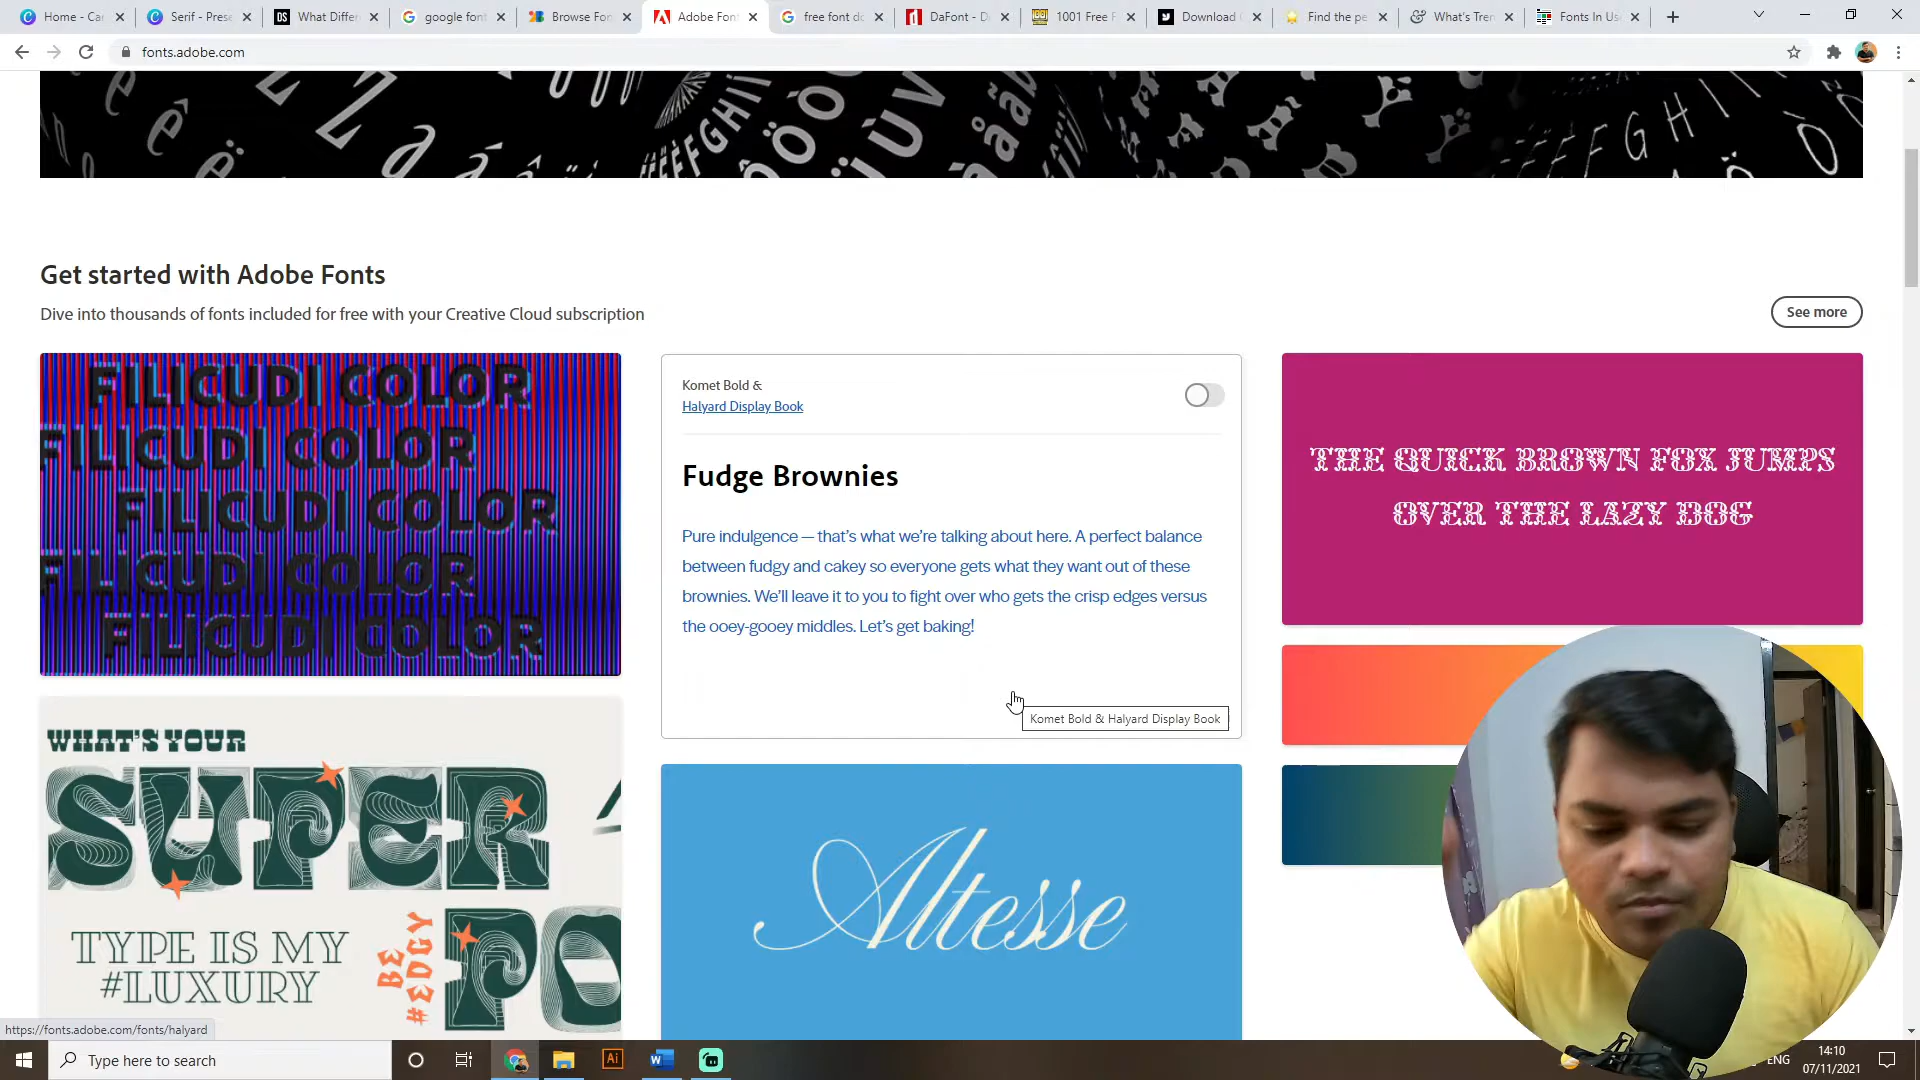 Home - Ca
Serif - Prese
What Differ
google font
Browse Fon
Adobe Font
free font do
DaFont - D
1001 Free F
Download
Find the pe
What's Tren
Fonts In Us
fonts.adobe.com
Get started with Adobe Fonts
Dive into thousands of fonts included for free with your Creative Cloud subscription
See more
FILICUDI COLOR
FILICUDI COLOR
FILICUDI COLOR
FILICUDI COLOR
FILICUDI COLOR
WHAT'S YOUR
SUPER
TYPE IS MY
#LUXURY
BE
#EDGY
PO
Komet Bold &
Halyard Display Book
Fudge Brownies
Pure indulgence — that's what we're talking about here. A perfect balance
between fudgy and cakey so everyone gets what they want out of these
brownies. We'll leave it to you to fight over who gets the crisp edges versus
the ooey-gooey middles. Let's get baking!
Komet Bold & Halyard Display Book
Altesse
THE QUICK BROWN FOX JUMPS
OVER THE LAZY DOG
https://fonts.adobe.com/fonts/halyard
Type here to search
Ai
W
ENG
14:10
07/11/2021